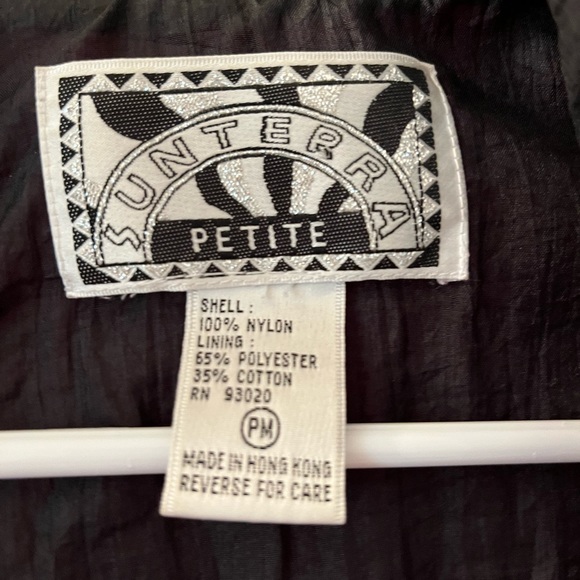 SUNTERRA
PETITE
SHELL :
100% NYLON
LINING :
65% POLYESTER
35% COTTON
RN 93020
PM
MADE IN HONG KONG
REVERSE FOR CARE